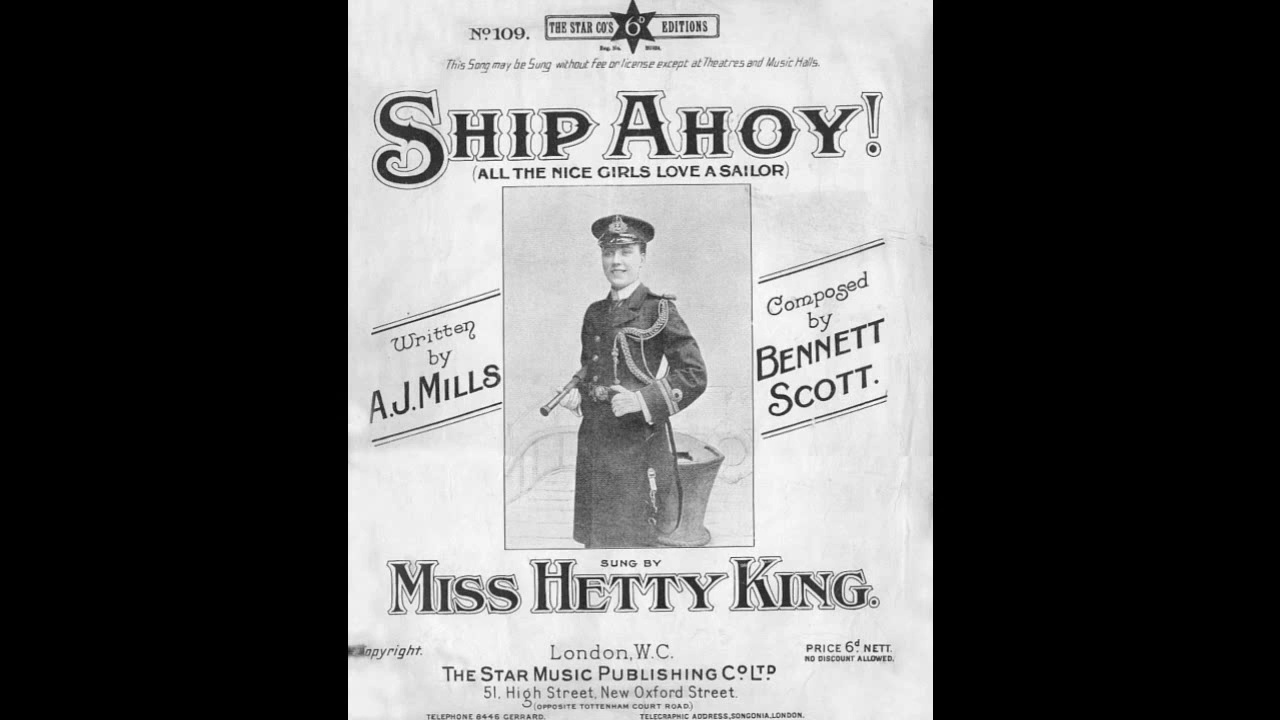 No 109.
THE STAR CO'S 6D EDITIONS
This Song may be Sung without fee or license except at Theatres and Music Halls.
SHIP AHOY!
(ALL THE NICE GIRLS LOVE A SAILOR)
Written
by
A.J. MILLS
Composed
by
BENNETT
SCOTT.
SUNG BY
MISS HETTY KING.
opyright.
London, W.C.
THE STAR MUSIC PUBLISHING CO LTD
51, High Street, New Oxford Street.
(OPPOSITE TOTTENHAM COURT ROAD.)
PRICE 6d NETT.
NO DISCOUNT ALLOWED.
TELEPHONE 8446 GERRARD.
TELEGRAPHIC ADDRESS, SONGONIA, LONDON.